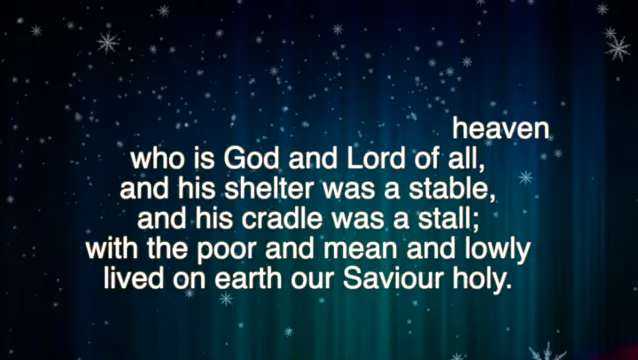 heaven
who is God and Lord of all,
and his shelter was a stable,
and his cradle was a stall;
with the poor and mean and lowly
lived on earth our Saviour holy.